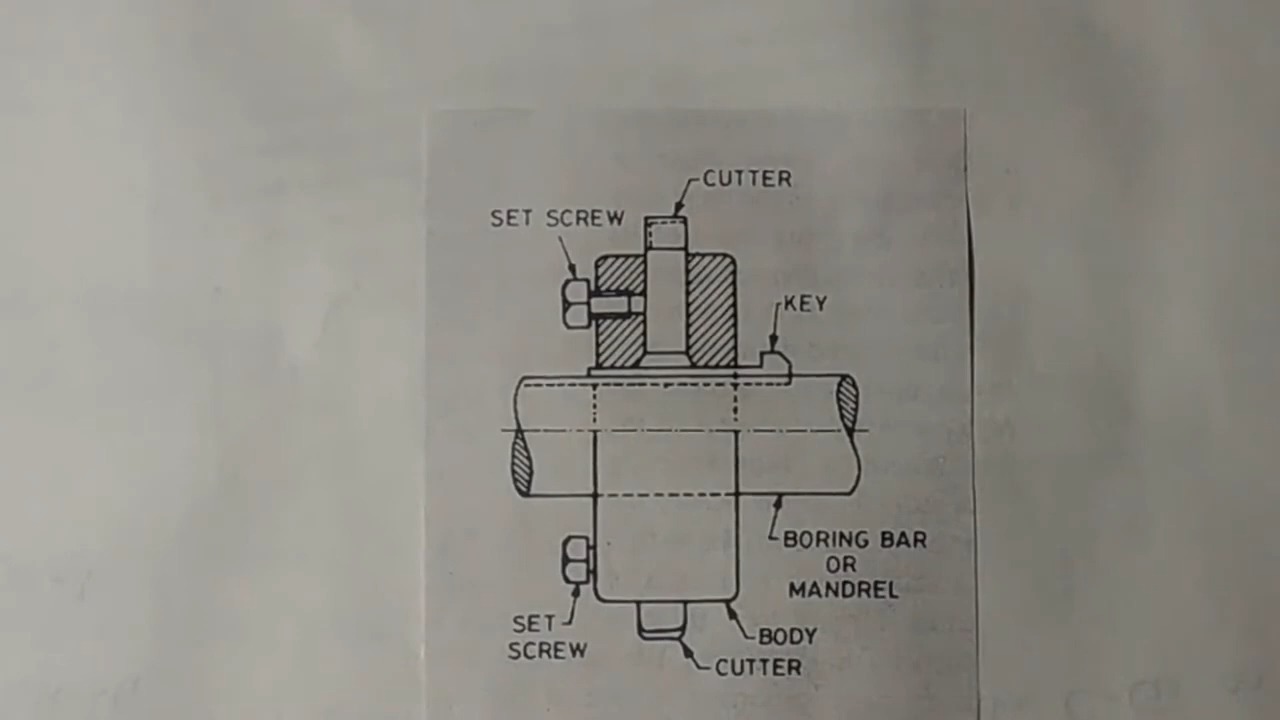 CUTTER
SET SCREW
KEY
BORING BAR
OR
MANDREL
SET
SCREW
BODY
CUTTER